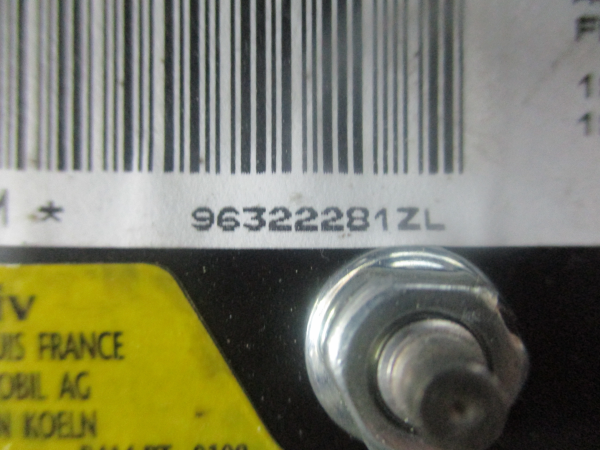 M * 96322281ZL
iv
UIS FRANCE
OBIL AG
N KOELN